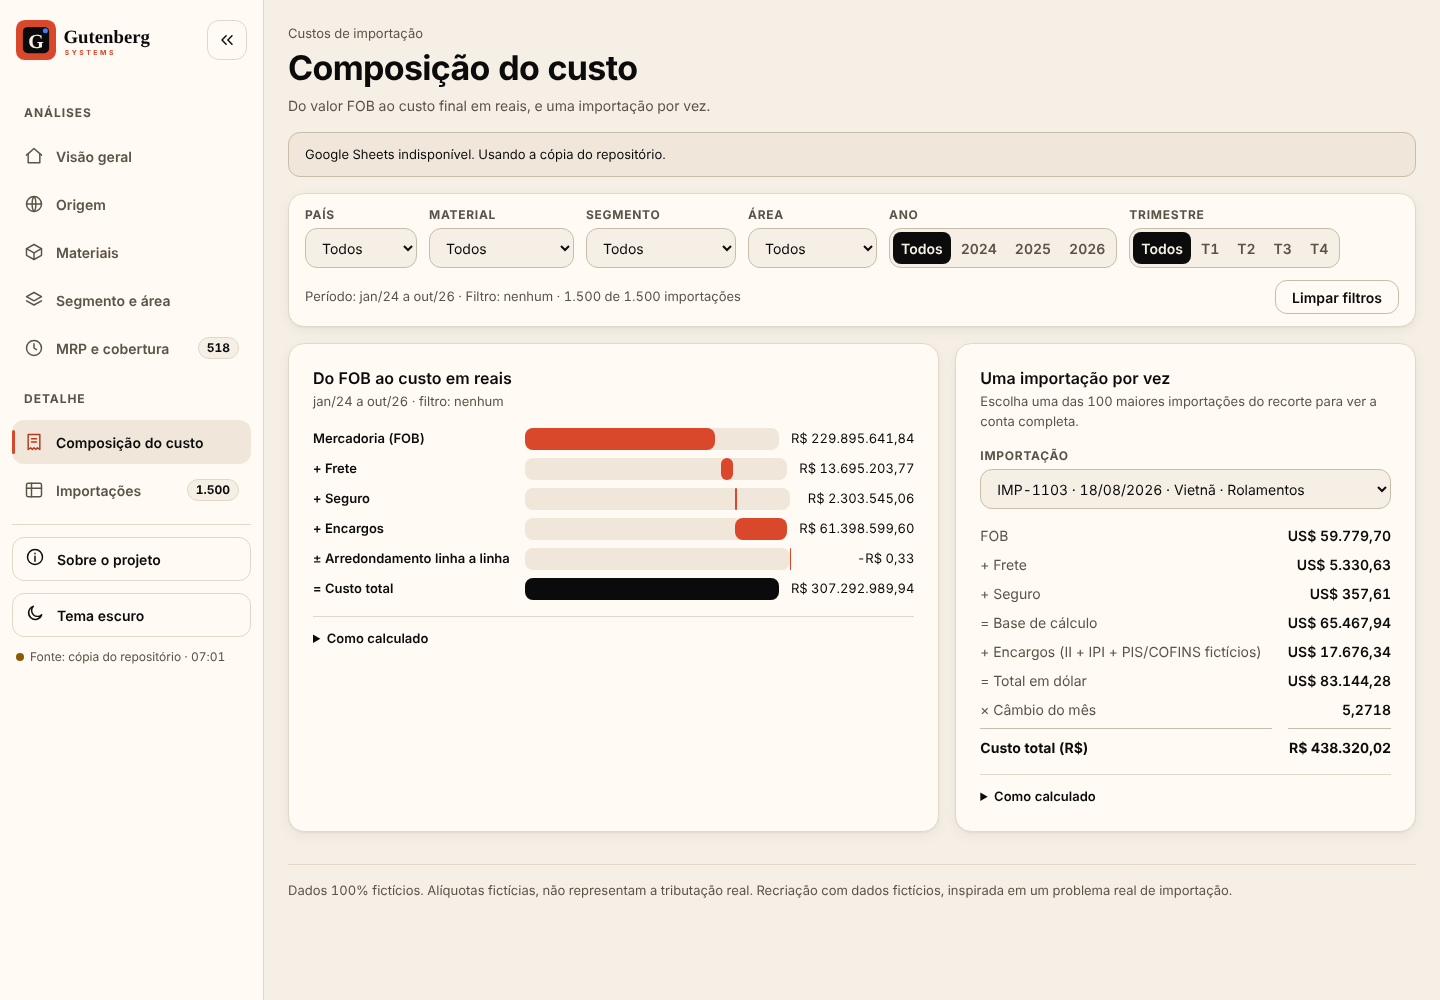 G Gutenberg
SYSTEMS
ANÁLISES
Visão geral
Origem
Materiais
Segmento e área
MRP e cobertura 518
DETALHE
Composição do custo
Importações 1.500
Sobre o projeto
Tema escuro
Fonte: cópia do repositório · 07:01
Custos de importação
Composição do custo
Do valor FOB ao custo final em reais, e uma importação por vez.
Google Sheets indisponível. Usando a cópia do repositório.
PAÍS MATERIAL SEGMENTO ÁREA ANO TRIMESTRE
Todos Todos Todos Todos Todos 2024 2025 2026 Todos T1 T2 T3 T4
Período: jan/24 a out/26 · Filtro: nenhum · 1.500 de 1.500 importações
Limpar filtros
Do FOB ao custo em reais
jan/24 a out/26 · filtro: nenhum
Mercadoria (FOB) R$ 229.895.641,84
+ Frete R$ 13.695.203,77
+ Seguro R$ 2.303.545,06
+ Encargos R$ 61.398.599,60
± Arredondamento linha a linha -R$ 0,33
= Custo total R$ 307.292.989,94
Como calculado
Uma importação por vez
Escolha uma das 100 maiores importações do recorte para ver a
conta completa.
IMPORTAÇÃO
IMP-1103 · 18/08/2026 · Vietnã · Rolamentos
FOB US$ 59.779,70
+ Frete US$ 5.330,63
+ Seguro US$ 357,61
= Base de cálculo US$ 65.467,94
+ Encargos (II + IPI + PIS/COFINS fictícios) US$ 17.676,34
= Total em dólar US$ 83.144,28
× Câmbio do mês 5,2718
Custo total (R$) R$ 438.320,02
Como calculado
Dados 100% fictícios. Alíquotas fictícias, não representam a tributação real. Recriação com dados fictícios, inspirada em um problema real de importação.